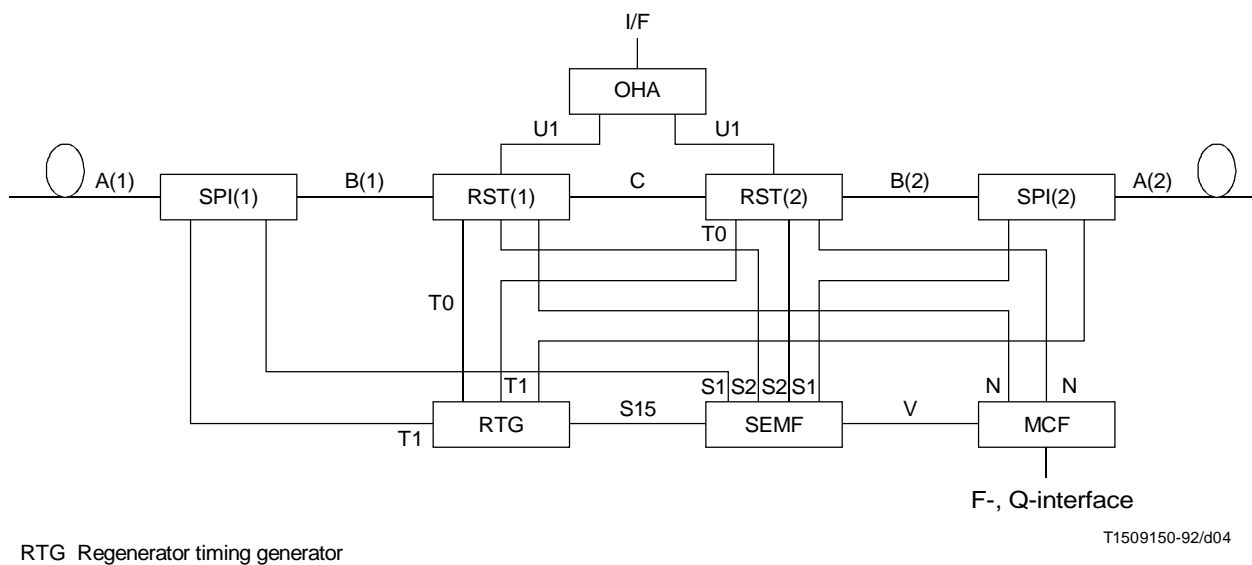 I/F
OHA
U1 U1
A(1) SPI(1) B(1) RST(1) C RST(2) B(2) SPI(2) A(2)
T0
T0
T1 S1 S2 S2 S1 N N
T1 RTG S15 SEMF V MCF
F-, Q-interface
T1509150-92/d04
RTG Regenerator timing generator